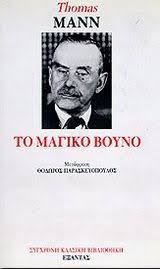 Thomas
MANN
ΤΟ ΜΑΓΙΚΟ ΒΟΥΝΟ
Μετάφραση
ΘΟΔΩΡΟΣ ΠΑΡΑΣΚΕΥΟΠΟΥΛΟΣ
ΣΥΓΧΡΟΝΗ ΚΛΑΣΙΚΗ ΒΙΒΛΙΟΘΗΚΗ
ΕΞΑΝΤΑΣ